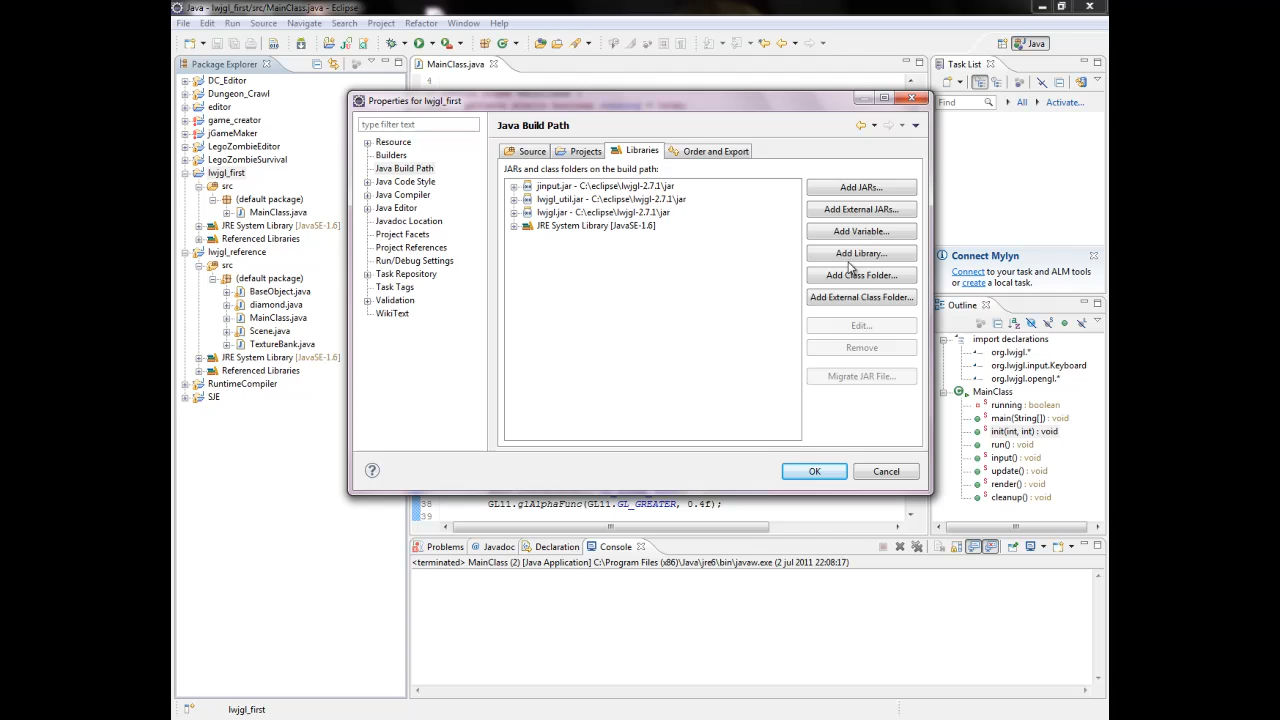 Java - lwjgl_first/src/MainClass.java - Eclipse
File Edit Run Source Navigate Search Project Refactor Window Help
Java
Package Explorer
DC_Editor
Dungeon_Crawl
editor
game_creator
jGameMaker
LegoZombieEditor
LegoZombieSurvival
lwjgl_first
src
(default package)
MainClass.java
JRE System Library [JavaSE-1.6]
Referenced Libraries
lwjgl_reference
src
(default package)
BaseObject.java
diamond.java
MainClass.java
Scene.java
TextureBank.java
JRE System Library [JavaSE-1.6]
Referenced Libraries
RuntimeCompiler
SJE
MainClass.java
4
Properties for lwjgl_first
type filter text
Resource
Builders
Java Build Path
Java Code Style
Java Compiler
Java Editor
Javadoc Location
Project Facets
Project References
Run/Debug Settings
Task Repository
Task Tags
Validation
WikiText
Java Build Path
Source Projects Libraries Order and Export
JARs and class folders on the build path:
jinput.jar - C:\eclipse\lwjgl-2.7.1\jar
lwjgl_util.jar - C:\eclipse\lwjgl-2.7.1\jar
lwjgl.jar - C:\eclipse\lwjgl-2.7.1\jar
JRE System Library [JavaSE-1.6]
Add JARs...
Add External JARs...
Add Variable...
Add Library...
Add Class Folder...
Add External Class Folder...
Edit...
Remove
Migrate JAR File...
OK Cancel
38 GL11.glAlphaFunc(GL11.GL_GREATER, 0.4f);
39
Task List
Find All Activate...
Connect Mylyn
Connect to your task and ALM tools
or create a local task.
Outline
import declarations
org.lwjgl.*
org.lwjgl.input.Keyboard
org.lwjgl.opengl.*
MainClass
running : boolean
main(String[]) : void
init(int, int) : void
run() : void
input() : void
update() : void
render() : void
cleanup() : void
Problems Javadoc Declaration Console
<terminated> MainClass (2) [Java Application] C:\Program Files (x86)\Java\jre6\bin\javaw.exe (2 jul 2011 22:08:17)
lwjgl_first